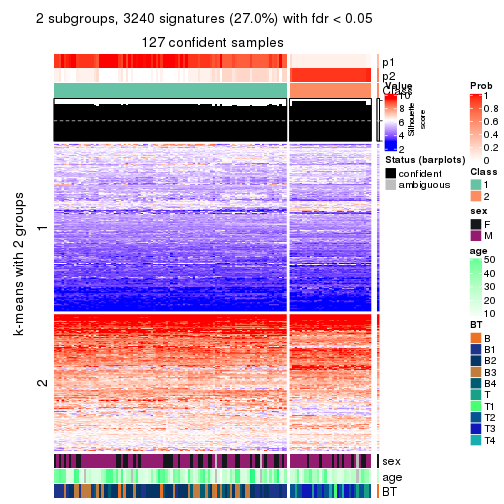 2 subgroups, 3240 signatures (27.0%) with fdr < 0.05
127 confident samples
p1
p2
Class
Silhouette
score
k-means with 2 groups
1
2
sex
age
BT
Value
10
8
6
4
2
Status (barplots)
confident
ambiguous
Prob
1
0.8
0.6
0.4
0.2
0
Class
1
2
sex
F
M
age
50
40
30
20
10
BT
B
B1
B2
B3
B4
T
T1
T2
T3
T4